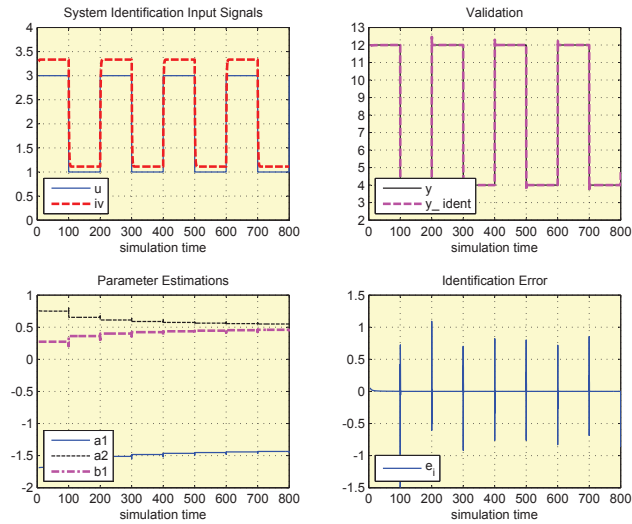 System Identification Input Signals
4
3.5
3
2.5
2
1.5
1
0.5
0
u
iv
0 100 200 300 400 500 600 700 800
simulation time
Validation
13
12
11
10
9
8
7
6
5
4
3
2
y
y_ ident
0 100 200 300 400 500 600 700 800
simulation time
Parameter Estimations
1
0.5
0
-0.5
-1
-1.5
-2
a1
a2
b1
0 100 200 300 400 500 600 700 800
simulation time
Identification Error
1.5
1
0.5
0
-0.5
-1
-1.5
e_i
0 100 200 300 400 500 600 700 800
simulation time